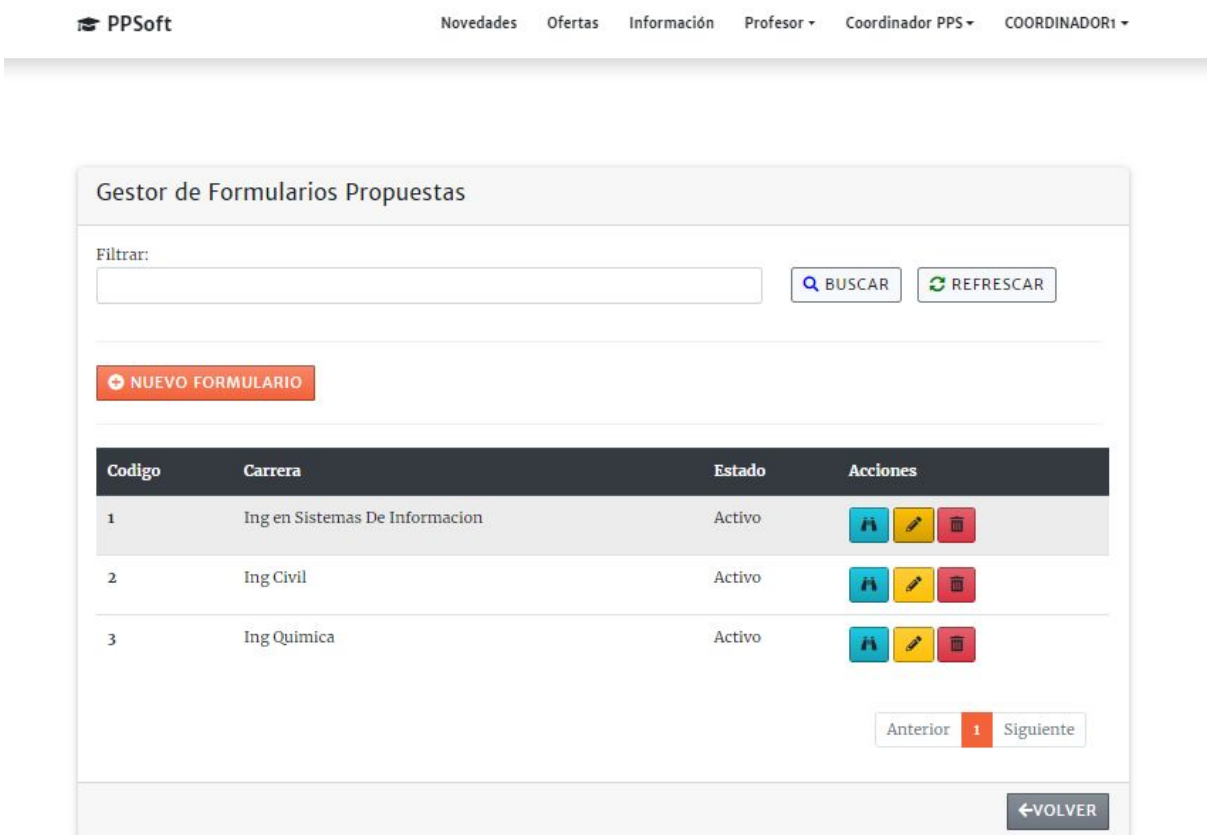 PPSoft Novedades Ofertas Información Profesor Coordinador PPS COORDINADOR1
Gestor de Formularios Propuestas
Filtrar:
BUSCAR REFRESCAR
NUEVO FORMULARIO
Codigo Carrera Estado Acciones
1 Ing en Sistemas De Informacion Activo
2 Ing Civil Activo
3 Ing Quimica Activo
Anterior 1 Siguiente
VOLVER